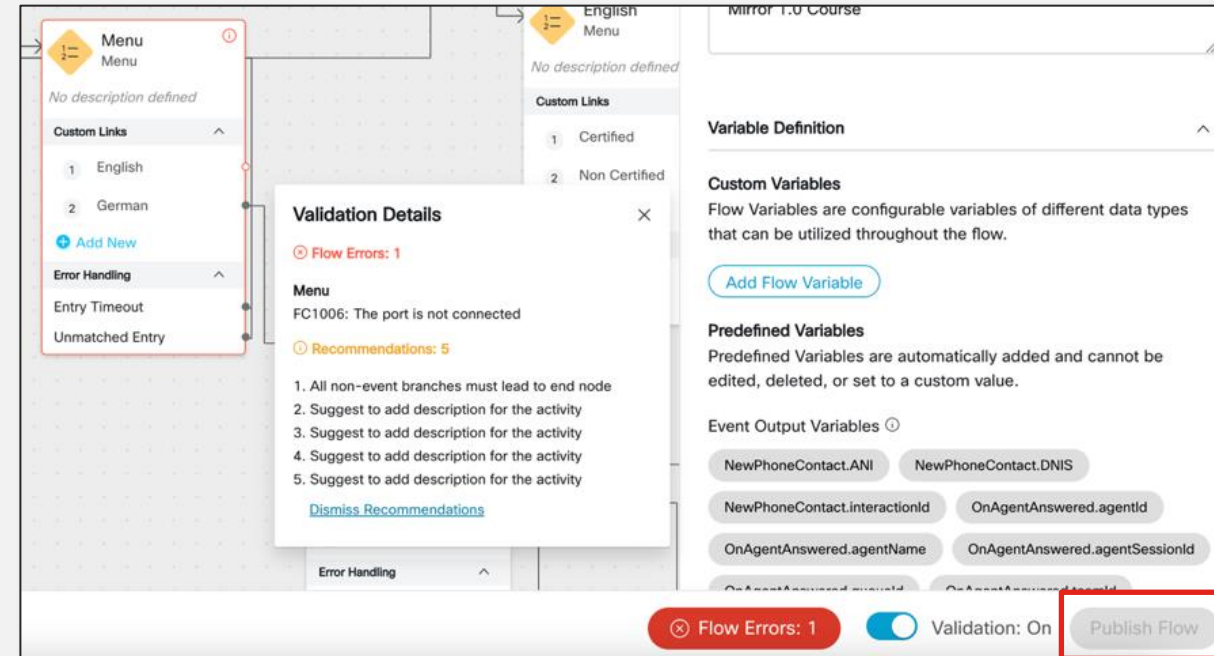 Menu
Menu
No description defined
Custom Links
1 English
2 German
Add New
Error Handling
Entry Timeout
Unmatched Entry
English
Menu
No description defined
Custom Links
1 Certified
2 Non Certified
Validation Details
Flow Errors: 1
Menu
FC1006: The port is not connected
Recommendations: 5
1. All non-event branches must lead to end node
2. Suggest to add description for the activity
3. Suggest to add description for the activity
4. Suggest to add description for the activity
5. Suggest to add description for the activity
Dismiss Recommendations
Error Handling
Mirror 1.0 Course
Variable Definition
Custom Variables
Flow Variables are configurable variables of different data types
that can be utilized throughout the flow.
Add Flow Variable
Predefined Variables
Predefined Variables are automatically added and cannot be
edited, deleted, or set to a custom value.
Event Output Variables
NewPhoneContact.ANI NewPhoneContact.DNIS
NewPhoneContact.interactionId OnAgentAnswered.agentId
OnAgentAnswered.agentName OnAgentAnswered.agentSessionId
OnAgentAnswered.queueId OnAgentAnswered.teamId
Flow Errors: 1 Validation: On Publish Flow